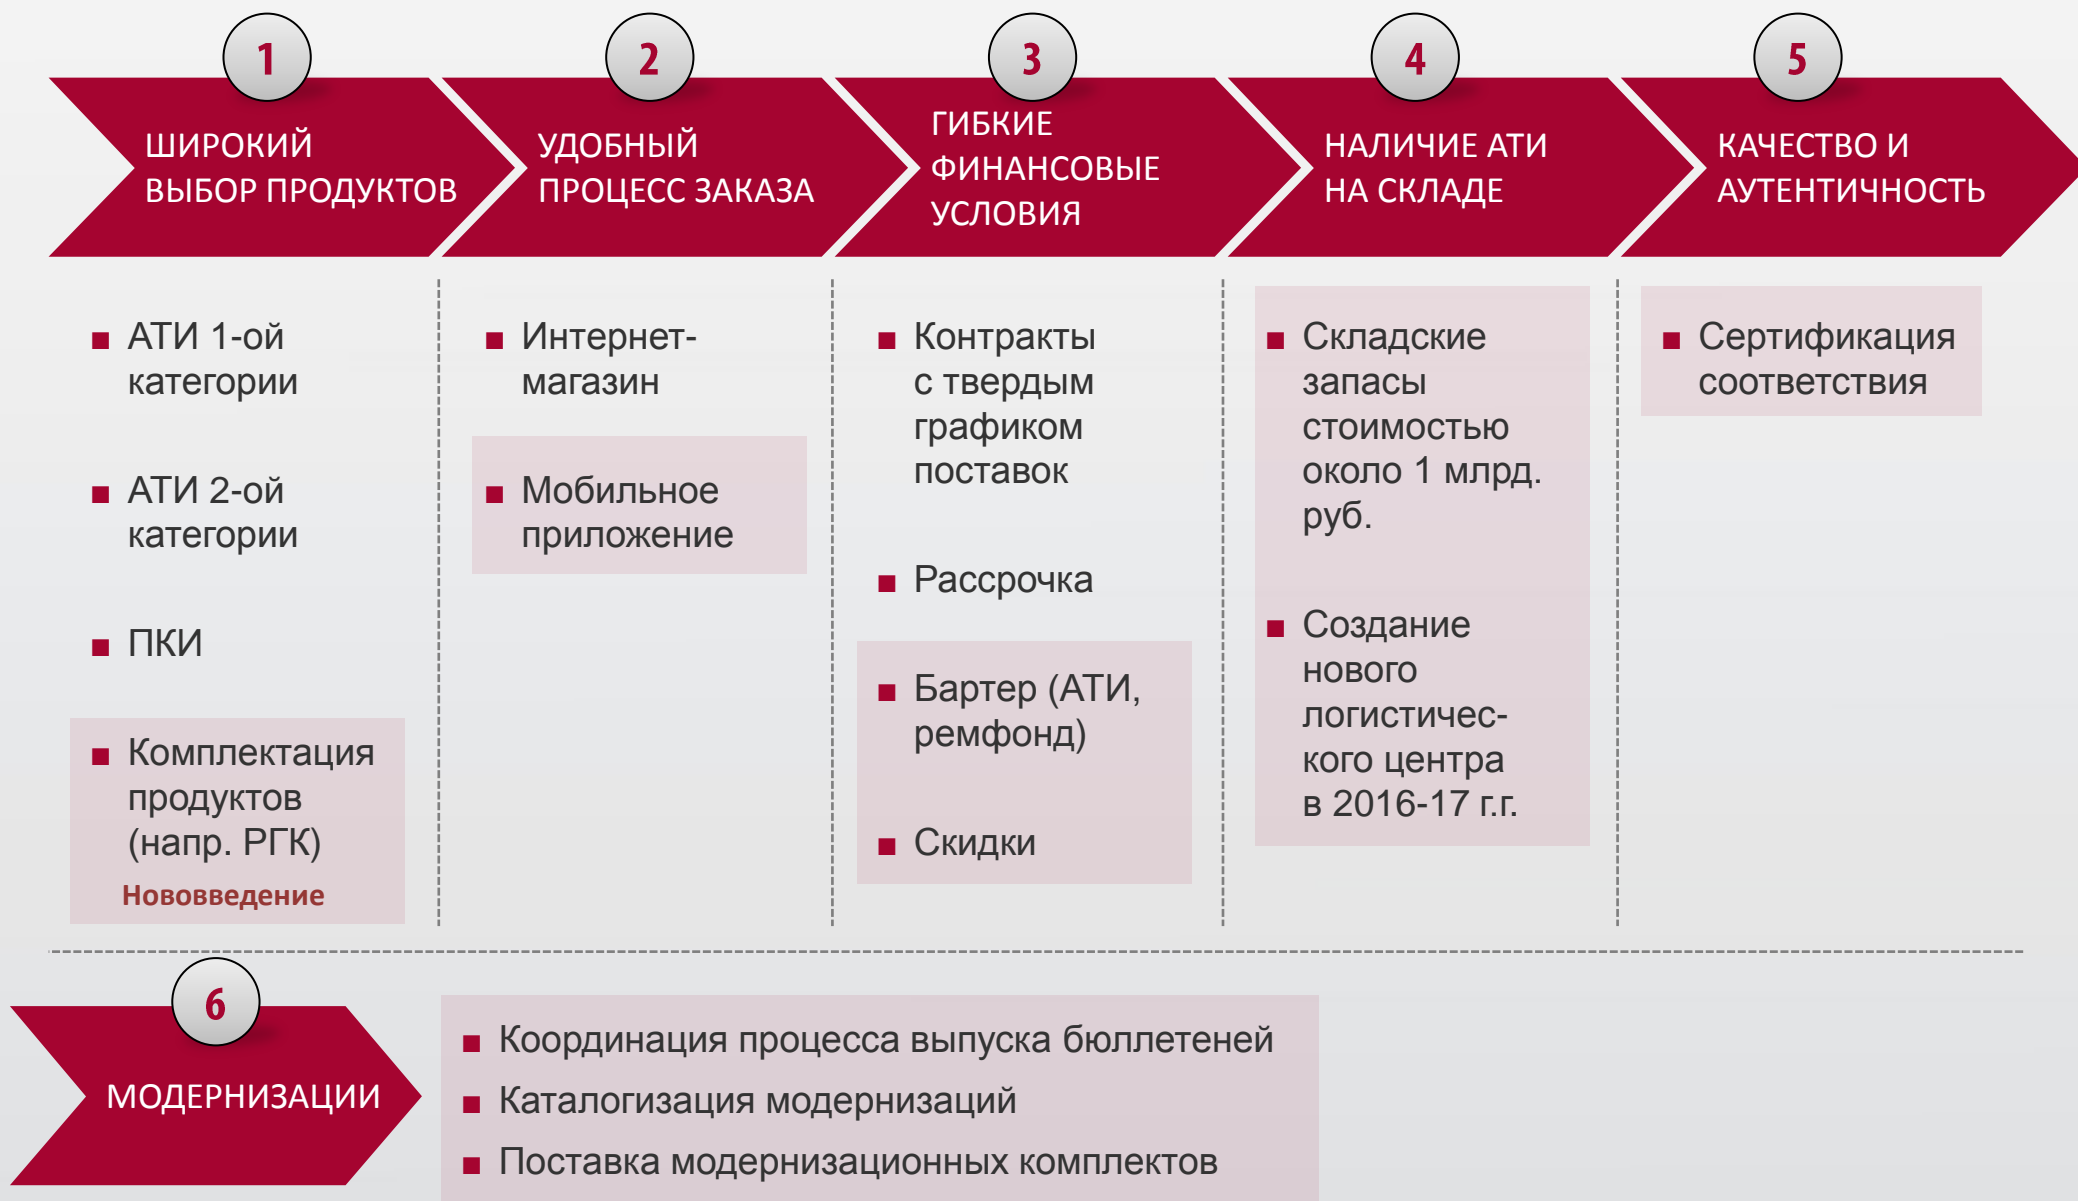 1
ШИРОКИЙ
ВЫБОР ПРОДУКТОВ
2
УДОБНЫЙ
ПРОЦЕСС ЗАКАЗА
3
ГИБКИЕ
ФИНАНСОВЫЕ
УСЛОВИЯ
4
НАЛИЧИЕ АТИ
НА СКЛАДЕ
5
КАЧЕСТВО И
АУТЕНТИЧНОСТЬ
■ АТИ 1-ой
категории
■ АТИ 2-ой
категории
■ ПКИ
■ Комплектация
продуктов
(напр. РГК)
Нововведение
■ Интернет-
магазин
■ Мобильное
приложение
■ Контракты
с твердым
графиком
поставок
■ Рассрочка
■ Бартер (АТИ,
ремфонд)
■ Скидки
■ Складские
запасы
стоимостью
около 1 млрд.
руб.
■ Создание
нового
логистичес-
кого центра
в 2016-17 г.г.
■ Сертификация
соответствия
6
МОДЕРНИЗАЦИИ
■ Координация процесса выпуска бюллетеней
■ Каталогизация модернизаций
■ Поставка модернизационных комплектов